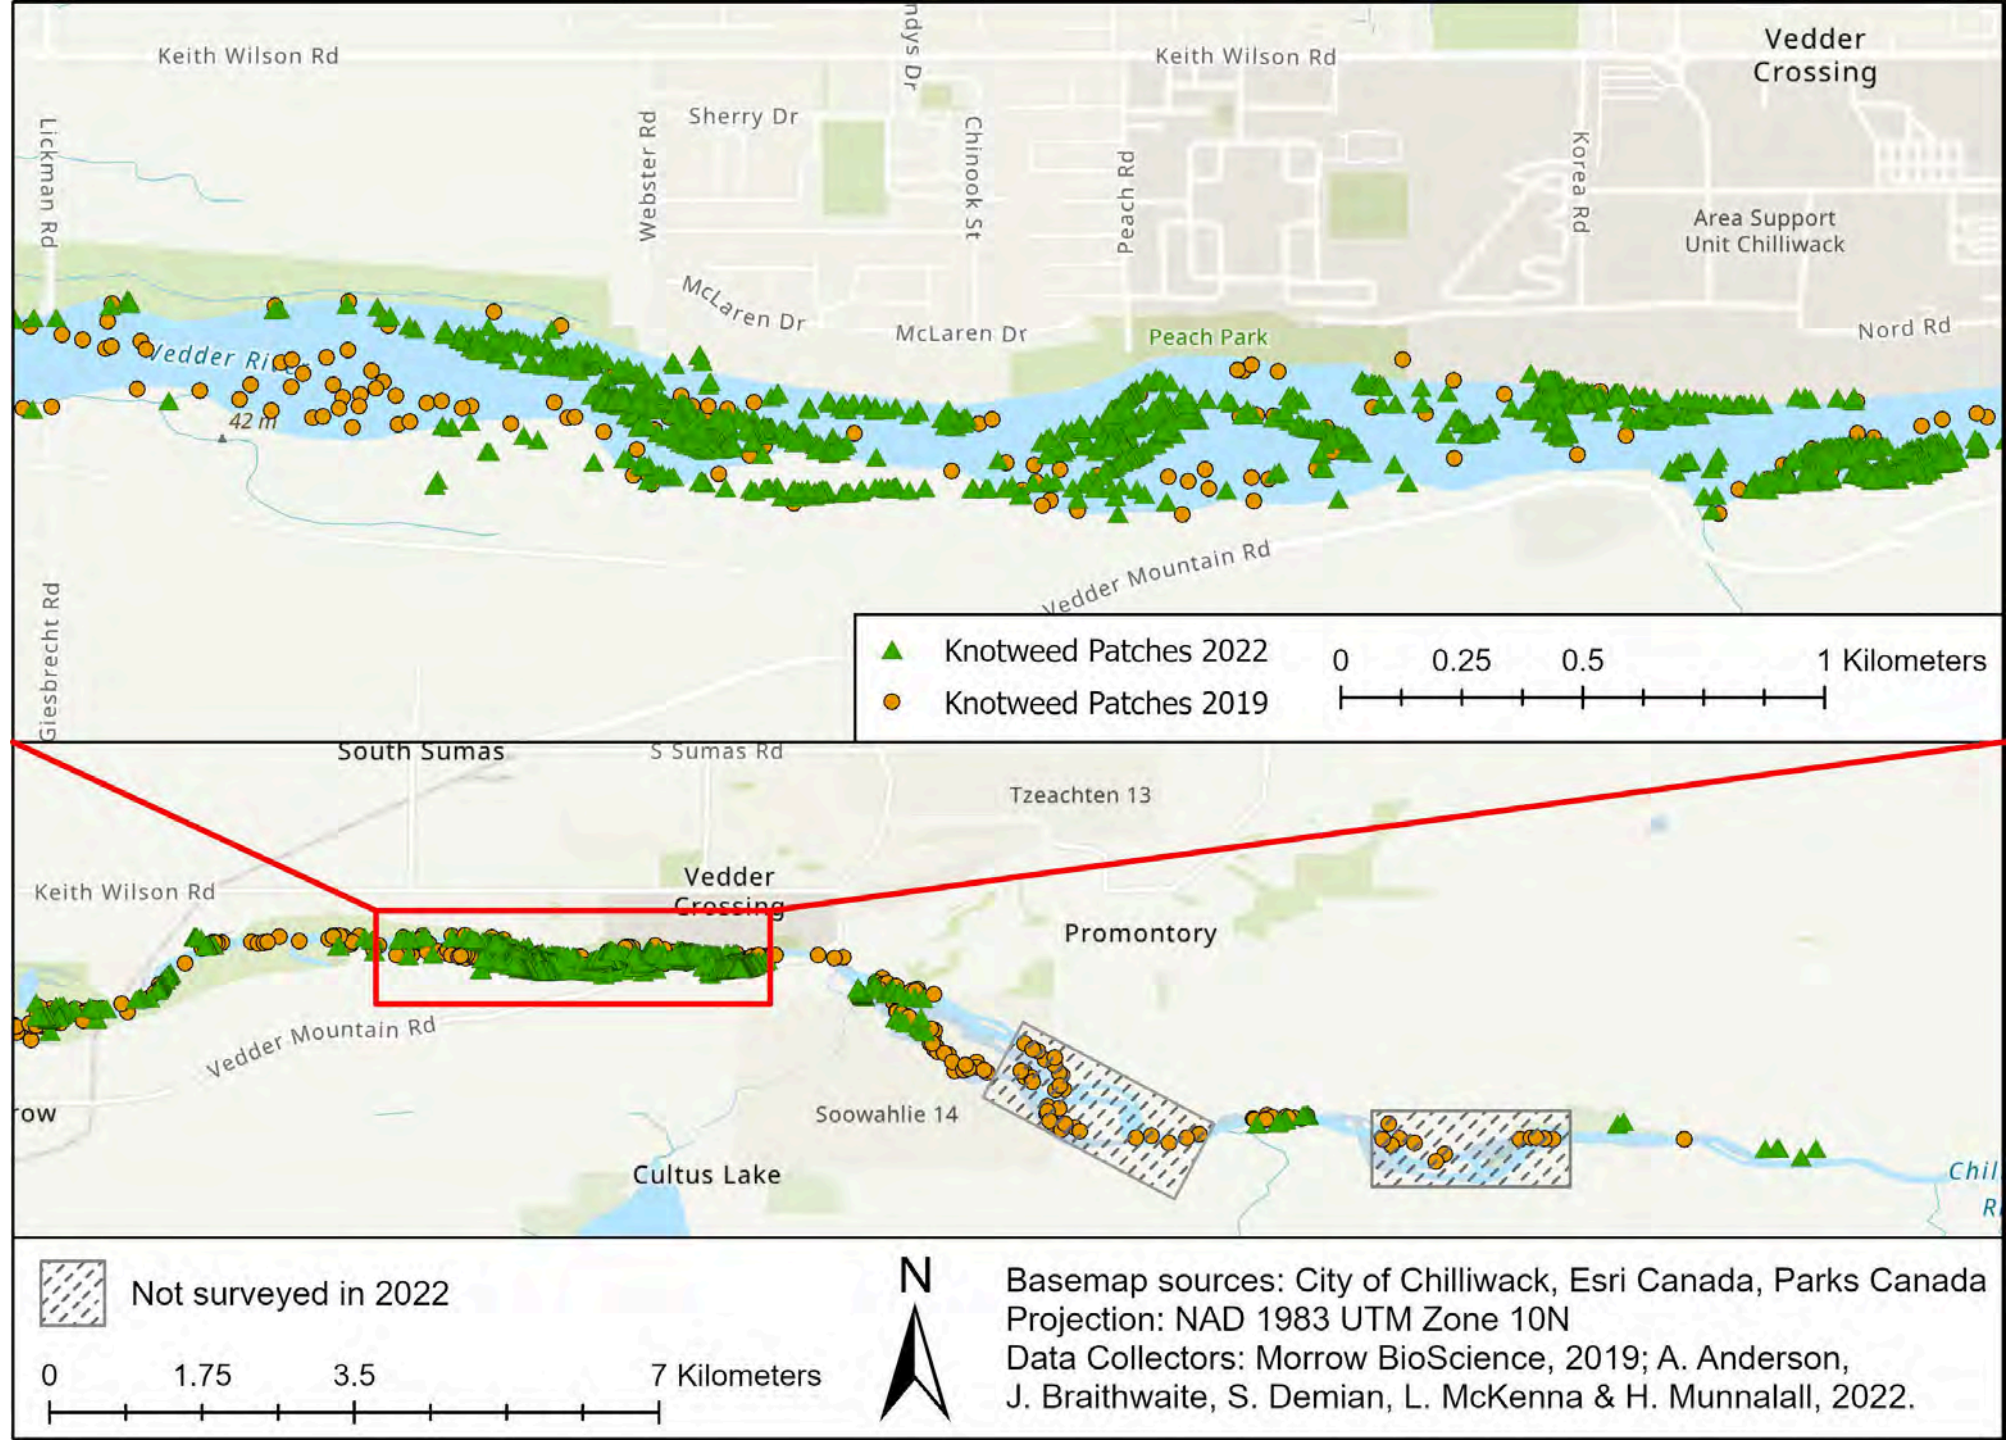 ndys Dr
Vedder
Crossing
Keith Wilson Rd
Keith Wilson Rd
Sherry Dr
Lickman Rd
Webster Rd
Chinook St
Peach Rd
Korea Rd
Area Support
Unit Chilliwack
McLaren Dr
McLaren Dr
Peach Park
Nord Rd
Vedder Riv
42 m
Vedder Mountain Rd
Giesbrecht Rd
Knotweed Patches 2022
Knotweed Patches 2019
0 0.25 0.5 1 Kilometers
South Sumas
S Sumas Rd
Tzeachten 13
Vedder
Crossing
Keith Wilson Rd
Promontory
Vedder Mountain Rd
row
Soowahlie 14
Cultus Lake
Chil
Ri
Not surveyed in 2022
0 1.75 3.5 7 Kilometers
N
Basemap sources: City of Chilliwack, Esri Canada, Parks Canada
Projection: NAD 1983 UTM Zone 10N
Data Collectors: Morrow BioScience, 2019; A. Anderson,
J. Braithwaite, S. Demian, L. McKenna & H. Munnalall, 2022.